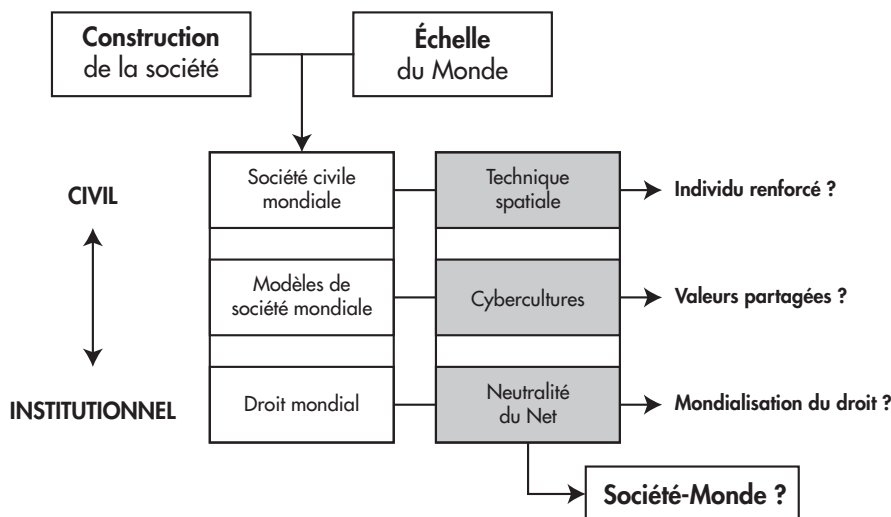 Construction
de la société
Échelle
du Monde
CIVIL
INSTITUTIONNEL
Société civile
mondiale
Technique
spatiale
Individu renforcé ?
Modèles de
société mondiale
Cybercultures
Valeurs partagées ?
Droit mondial
Neutralité
du Net
Mondialisation du droit ?
Société-Monde ?